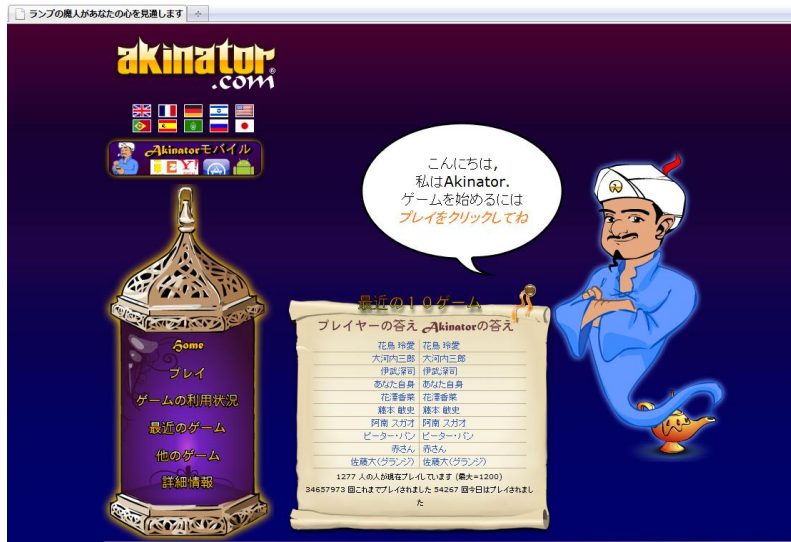 ランプの魔人があなたの心を見通します
akinator
.com
Akinatorモバイル
こんにちは,
私はAkinator.
ゲームを始めるには
プレイをクリックしてね
Home
プレイ
ゲームの利用状況
最近のゲーム
他のゲーム
詳細情報
最近の10ゲーム
プレイヤーの答え Akinatorの答え
花鳥 玲愛 花鳥 玲愛
大河内三郎 大河内三郎
伊武深司 伊武深司
あなた自身 あなた自身
花澤香菜 花澤香菜
藤本 敏史 藤本 敏史
阿南 スガオ 阿南 スガオ
ピーター・パン ピーター・パン
赤さん 赤さん
佐藤大(グランジ) 佐藤大(グランジ)
1277 人の人が現在プレイしています (最大=1200)
34657973 回これまでプレイされました 54267 回今日はプレイされまし
た